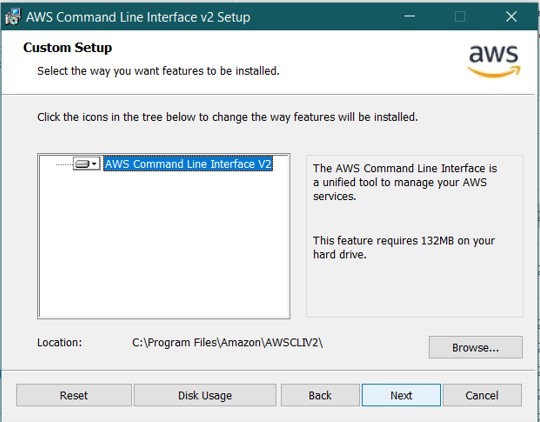 AWS Command Line Interface v2 Setup
Custom Setup
Select the way you want features to be installed.
aws
Click the icons in the tree below to change the way features will be installed.
AWS Command Line Interface V2
The AWS Command Line Interface is
a unified tool to manage your AWS
services.
This feature requires 132MB on your
hard drive.
Location: C:\Program Files\Amazon\AWSCLIV2\
Browse...
Reset Disk Usage Back Next Cancel